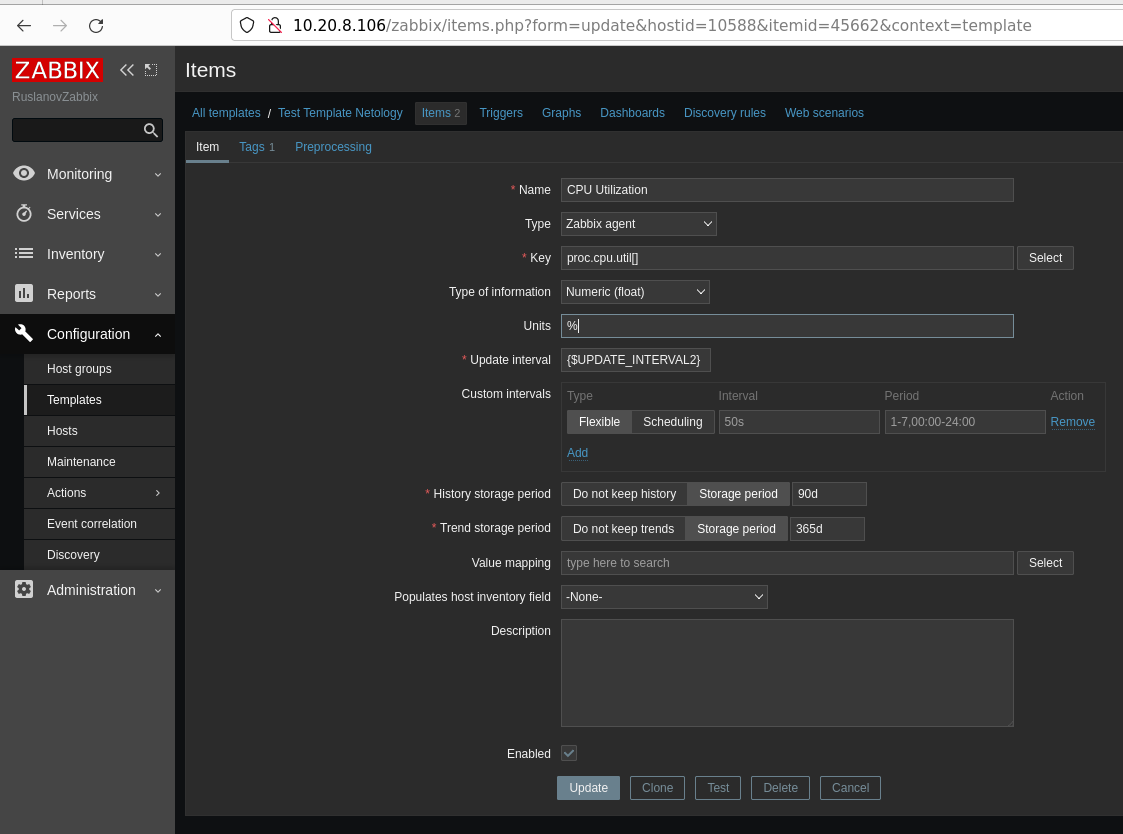 10.20.8.106/zabbix/items.php?form=update&hostid=10588&itemid=45662&context=template
ZABBIX
RuslanovZabbix
Monitoring
Services
Inventory
Reports
Configuration
Host groups
Templates
Hosts
Maintenance
Actions
Event correlation
Discovery
Administration
Items
All templates / Test Template Netology Items 2 Triggers Graphs Dashboards Discovery rules Web scenarios
Item Tags 1 Preprocessing
* Name CPU Utilization
Type Zabbix agent
* Key proc.cpu.util[] Select
Type of information Numeric (float)
Units %
* Update interval {$UPDATE_INTERVAL2}
Custom intervals Type Interval Period Action
Flexible Scheduling 50s 1-7,00:00-24:00 Remove
Add
* History storage period Do not keep history Storage period 90d
* Trend storage period Do not keep trends Storage period 365d
Value mapping type here to search Select
Populates host inventory field -None-
Description
Enabled
Update Clone Test Delete Cancel